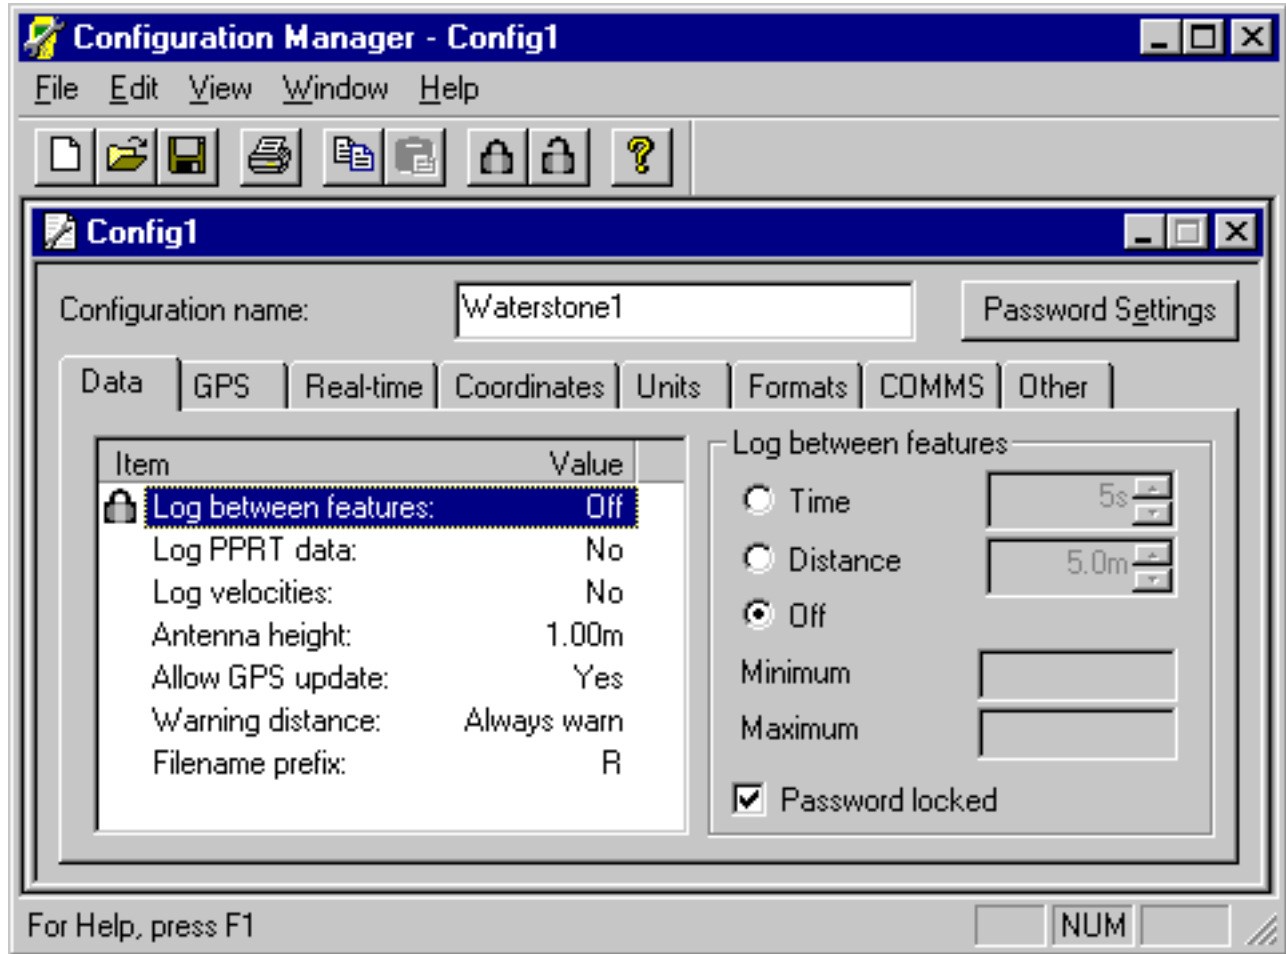 Configuration Manager - Config1
File Edit View Window Help
Config1
Configuration name: Waterstone1 Password Settings
Data GPS Real-time Coordinates Units Formats COMMS Other
Item Value
Log between features: Off
Log PPRT data: No
Log velocities: No
Antenna height: 1.00m
Allow GPS update: Yes
Warning distance: Always warn
Filename prefix: R
Log between features
Time 5s
Distance 5.0m
Off
Minimum
Maximum
Password locked
For Help, press F1 NUM